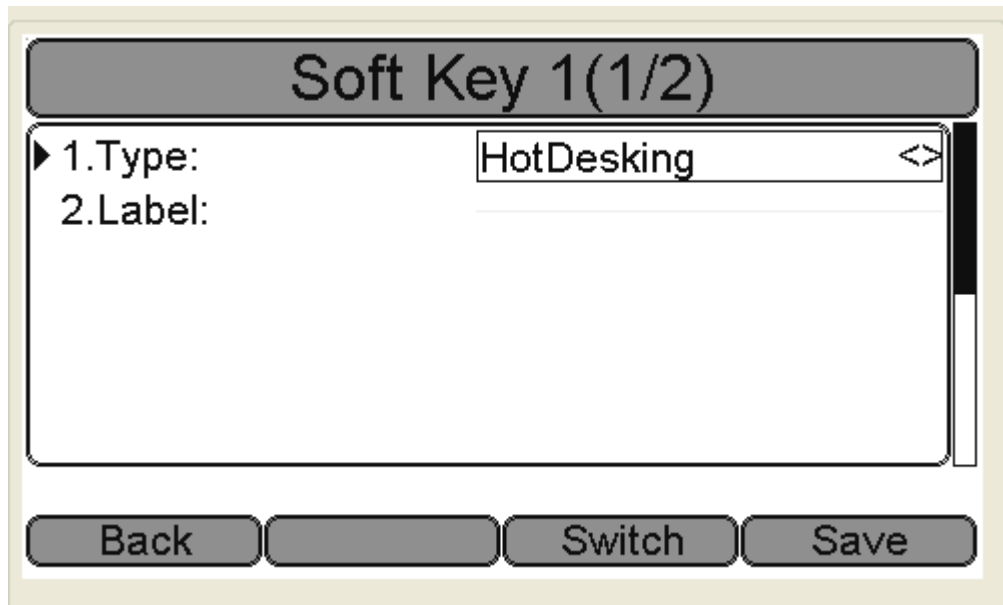 Soft Key 1(1/2)
1.Type: HotDesking <>
2.Label:
Back Switch Save